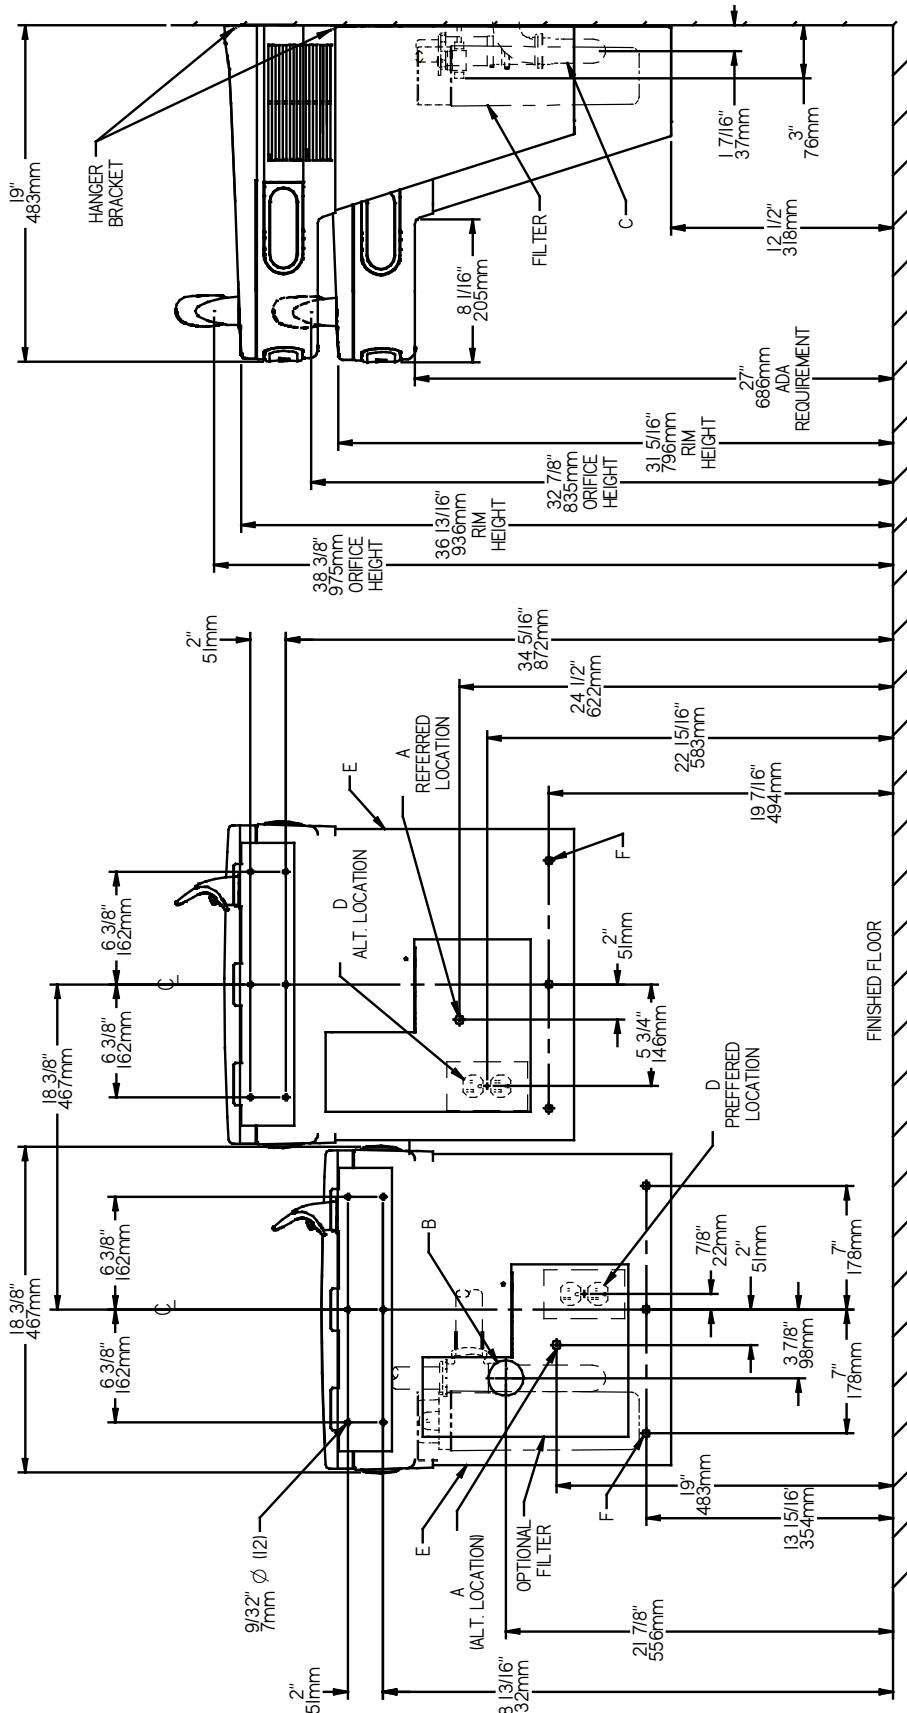 19"
483mm
HANGER
BRACKET
FILTER
C
1 7/16"
37mm
3"
76mm
12 1/2"
318mm
8 1/16"
205mm
27"
686mm
ADA
REQUIREMENT
31 5/16"
796mm
RIM
HEIGHT
32 7/8"
835mm
ORIFICE
HEIGHT
36 13/16"
936mm
RIM
HEIGHT
38 3/8"
975mm
ORIFICE
HEIGHT
2"
51mm
34 5/16"
872mm
24 1/2"
622mm
22 15/16"
583mm
19 7/16"
494mm
A
REFERRED
LOCATION
E
F
D
ALT. LOCATION
6 3/8"
162mm
℄
6 3/8"
162mm
18 3/8"
467mm
2"
51mm
5 3/4"
146mm
FINISHED FLOOR
D
PREFFERED
LOCATION
18 3/8"
467mm
6 3/8"
162mm
℄
6 3/8"
162mm
B
7/8"
22mm
2"
51mm
3 7/8"
98mm
7"
178mm
7"
178mm
9/32"
7mm Ø (12)
E
A
(ALT. LOCATION)
OPTIONAL
FILTER
F
19"
483mm
13 15/16"
354mm
21 7/8"
556mm
2"
51mm
8 13/16"
32mm